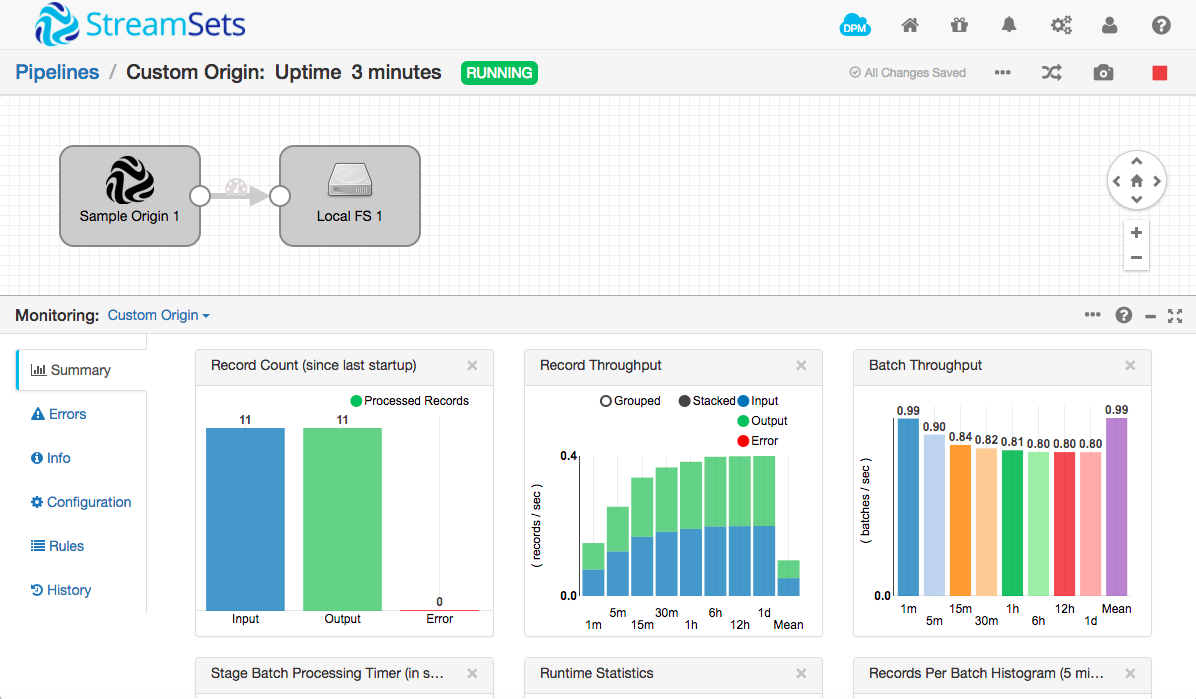 StreamSets
DPM
Pipelines / Custom Origin: Uptime 3 minutes RUNNING
All Changes Saved
Sample Origin 1
Local FS 1
Monitoring: Custom Origin
Summary
Errors
Info
Configuration
Rules
History
Record Count (since last startup)
Processed Records
11 11 0
Input Output Error
Record Throughput
Grouped Stacked Input
Output
Error
0.4
( records / sec )
0.0
5m 30m 6h 1d
1m 15m 1h 12h Mean
Batch Throughput
0.99 0.90 0.84 0.82 0.81 0.80 0.80 0.80 0.99
( batches / sec )
0.0
1m 15m 1h 12h Mean
5m 30m 6h 1d
Stage Batch Processing Timer (in s...
Runtime Statistics
Records Per Batch Histogram (5 mi...